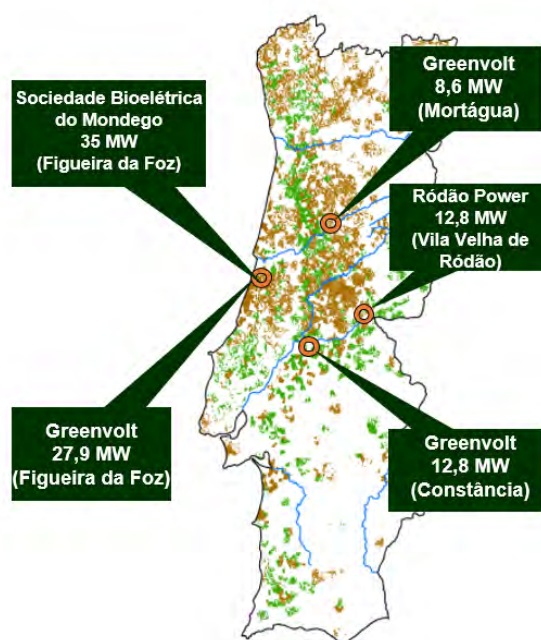 Sociedade Bioelétrica
do Mondego
35 MW
(Figueira da Foz)
Greenvolt
8,6 MW
(Mortágua)
Ródão Power
12,8 MW
(Vila Velha de
Ródão)
Greenvolt
27,9 MW
(Figueira da Foz)
Greenvolt
12,8 MW
(Constância)